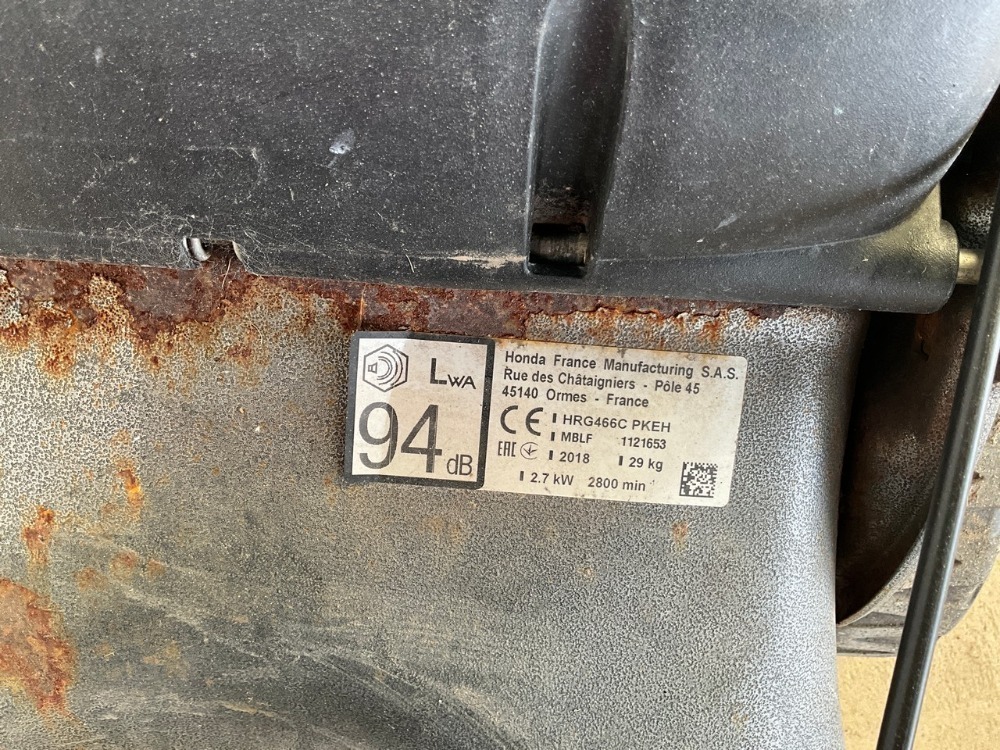 LWA
94 dB
Honda France Manufacturing S.A.S.
Rue des Châtaigniers - Pôle 45
45140 Ormes - France
CE HRG466C PKEH
MBLF 1121653
EAC 2018 29 kg
2.7 kW 2800 min